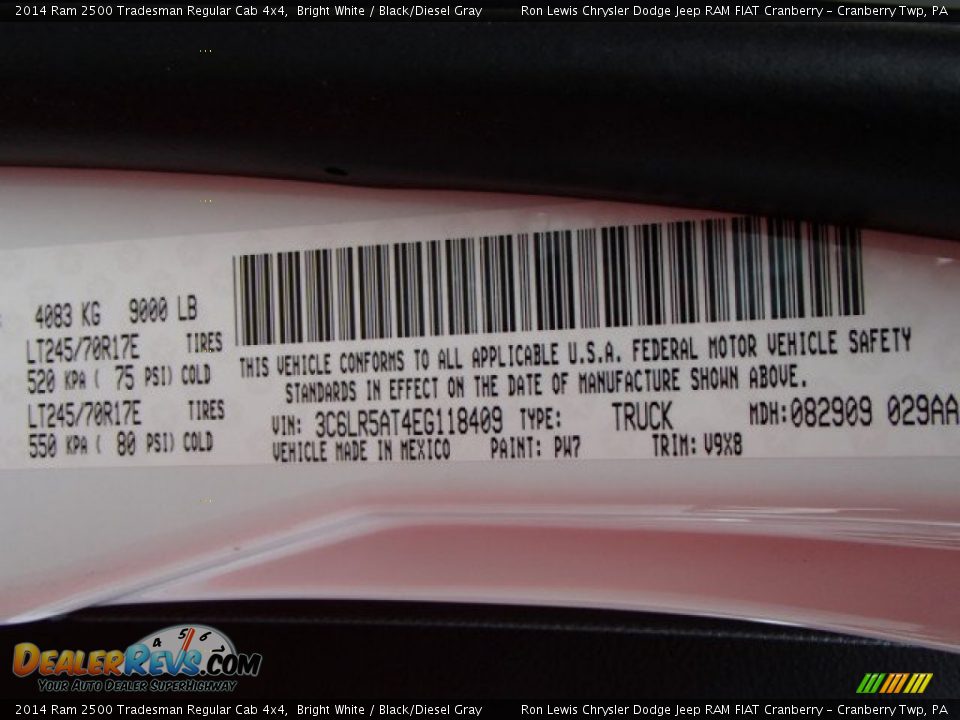 2014 Ram 2500 Tradesman Regular Cab 4x4, Bright White / Black/Diesel Gray Ron Lewis Chrysler Dodge Jeep RAM FIAT Cranberry - Cranberry Twp, PA
4083 KG 9000 LB
LT245/70R17E TIRES
520 KPA ( 75 PSI) COLD
LT245/70R17E TIRES
550 KPA ( 80 PSI) COLD
THIS VEHICLE CONFORMS TO ALL APPLICABLE U.S.A. FEDERAL MOTOR VEHICLE SAFETY
STANDARDS IN EFFECT ON THE DATE OF MANUFACTURE SHOWN ABOVE.
VIN: 3C6LR5AT4EG118409 TYPE: TRUCK MDH:082909 029AA
VEHICLE MADE IN MEXICO PAINT: PW7 TRIM: V9X8
4 5 6
DEALERREVS.COM
YOUR AUTO DEALER SUPERHIGHWAY
2014 Ram 2500 Tradesman Regular Cab 4x4, Bright White / Black/Diesel Gray Ron Lewis Chrysler Dodge Jeep RAM FIAT Cranberry - Cranberry Twp, PA